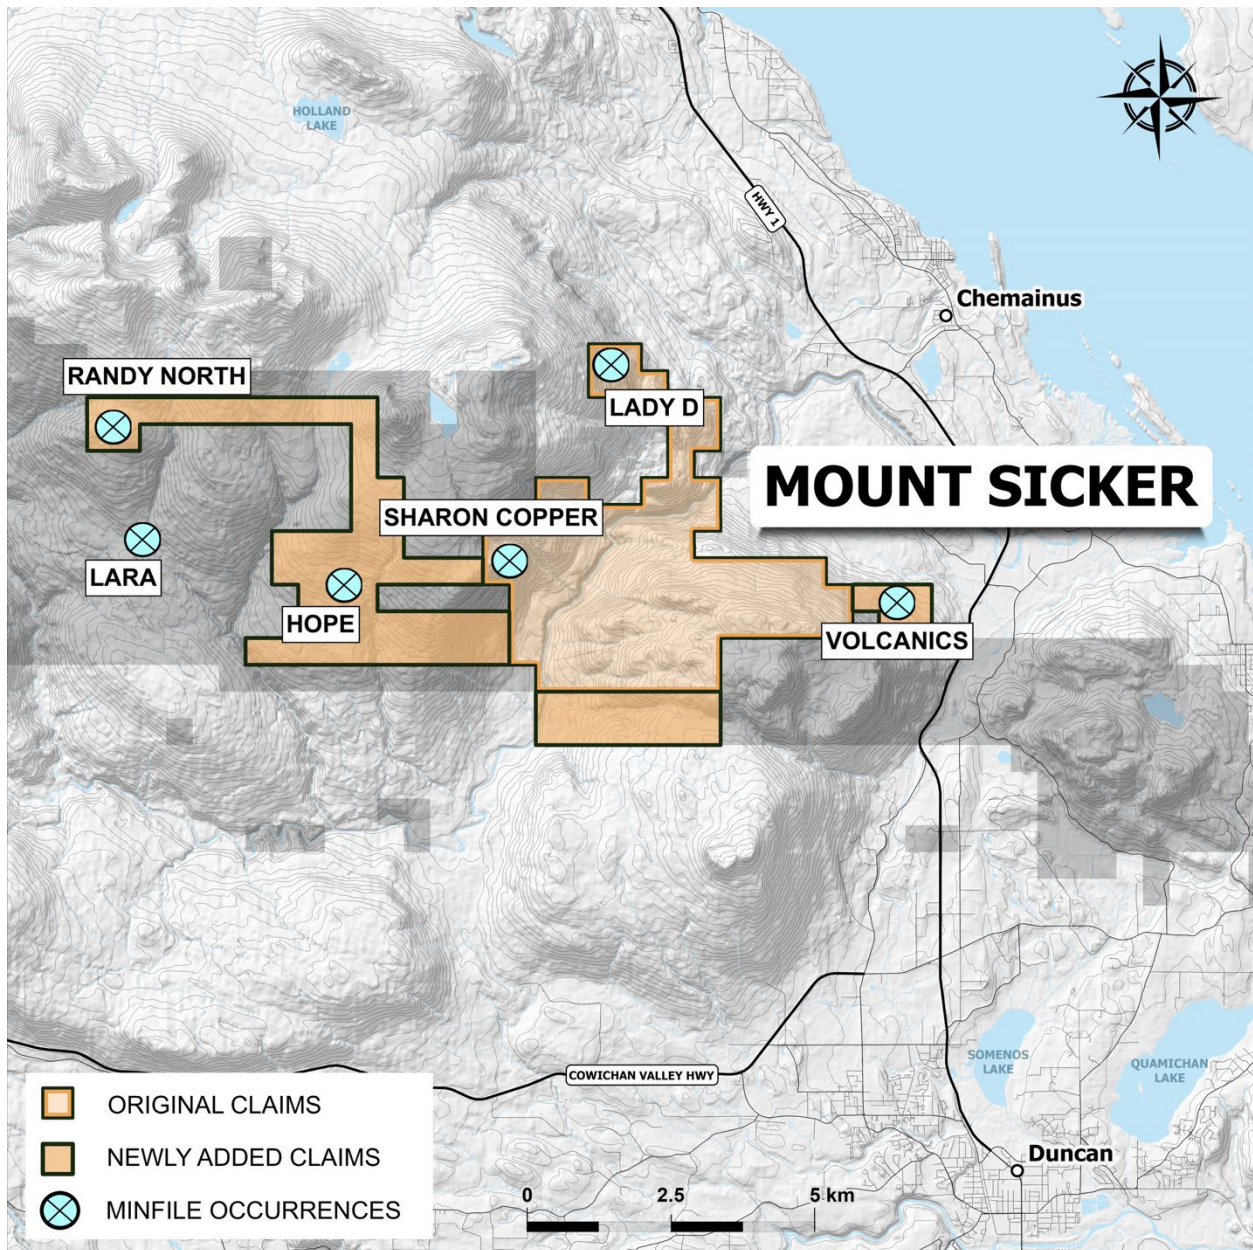 HOLLAND
LAKE
HWY 1
Chemainus
RANDY NORTH
LADY D
MOUNT SICKER
SHARON COPPER
LARA
HOPE
VOLCANICS
SOMENOS
LAKE
QUAMICHAN
LAKE
COWICHAN VALLEY HWY
ORIGINAL CLAIMS
NEWLY ADDED CLAIMS
MINFILE OCCURRENCES
Duncan
0 2.5 5 km